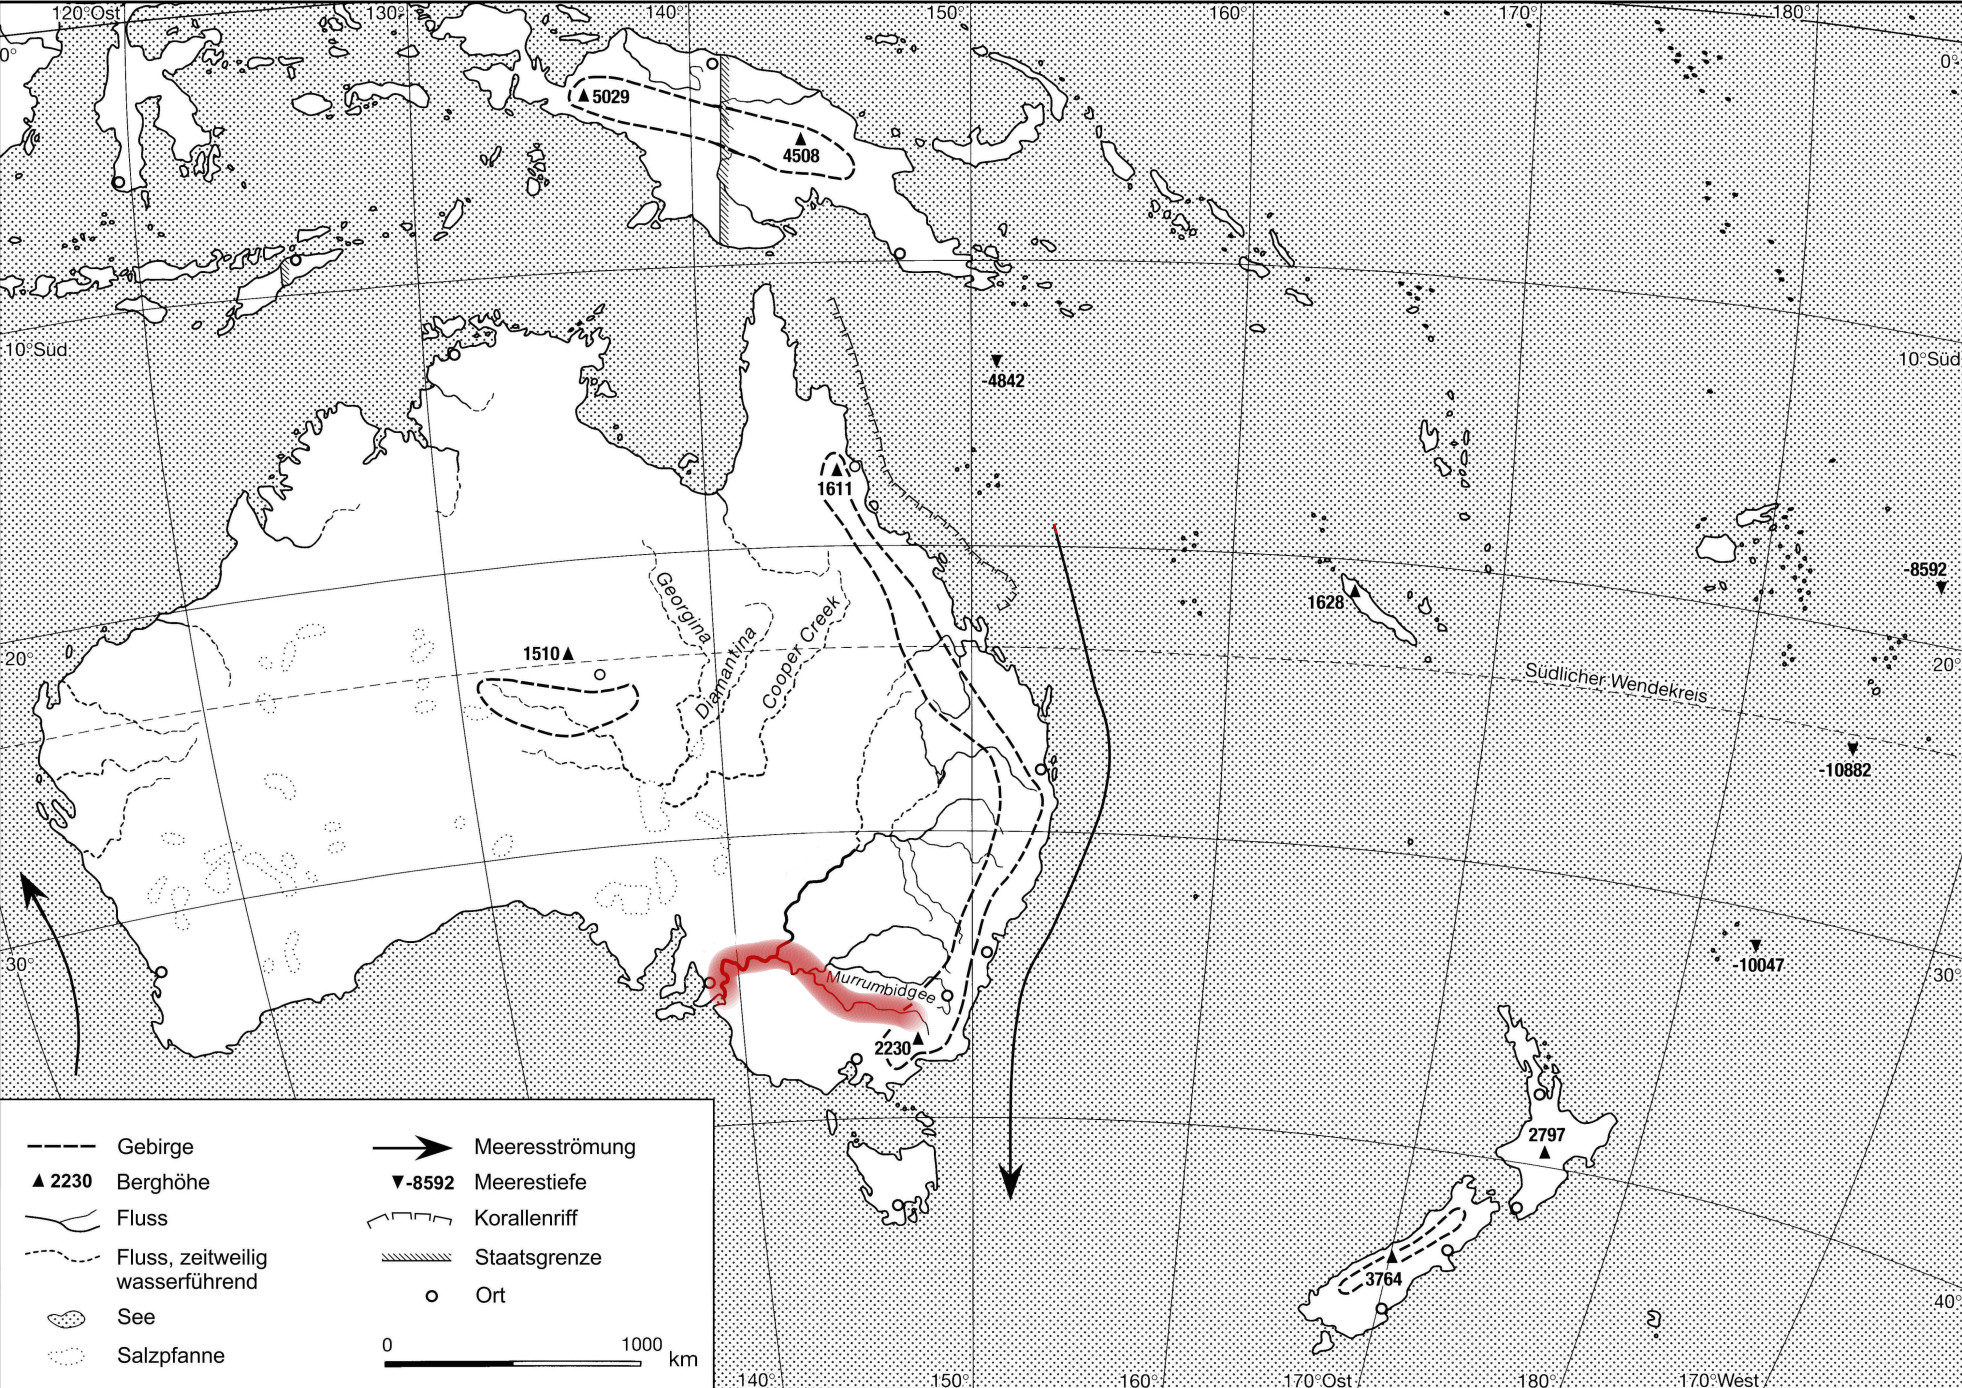 120°Ost
130°
140°
150°
160°
170°
180°
0°
0°
5029
4508
10°Süd
-4842
10°Süd
1611
-8592
Georgina
1628
Diamantina
Cooper Creek
1510
20°
20°
Südlicher Wendekreis
-10882
30°
-10047
30°
Murrumbidgee
2230
2797
3764
40°
Gebirge
2230 Berghöhe
Fluss
Fluss, zeitweilig
wasserführend
See
Salzpfanne
Meeresströmung
-8592 Meerestiefe
Korallenriff
Staatsgrenze
Ort
0 1000 km
140°
150°
160°
170°Ost
180°
170°West